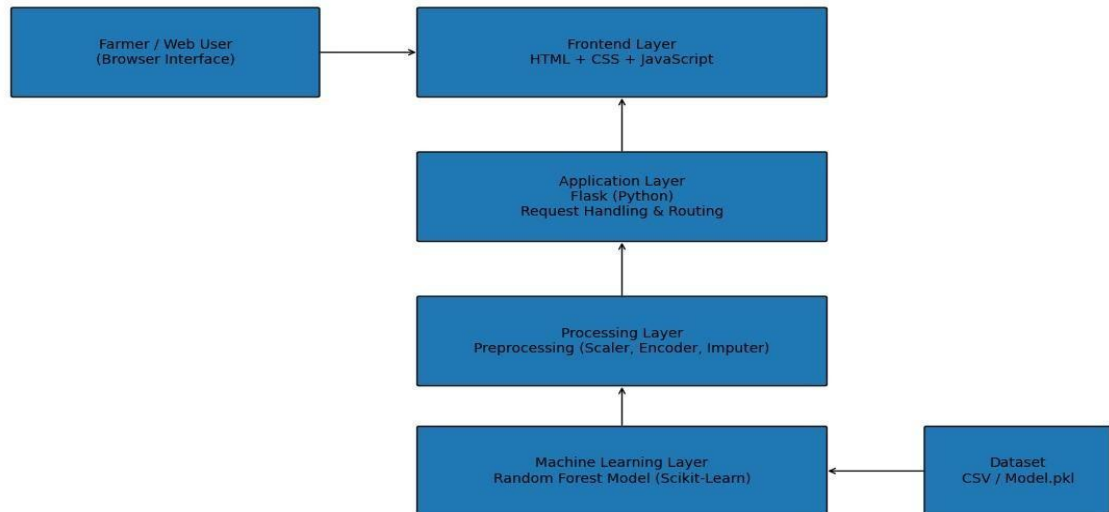 Farmer / Web User
(Browser Interface)
Frontend Layer
HTML + CSS + JavaScript
Application Layer
Flask (Python)
Request Handling & Routing
Processing Layer
Preprocessing (Scaler, Encoder, Imputer)
Machine Learning Layer
Random Forest Model (Scikit-Learn)
Dataset
CSV / Model.pkl